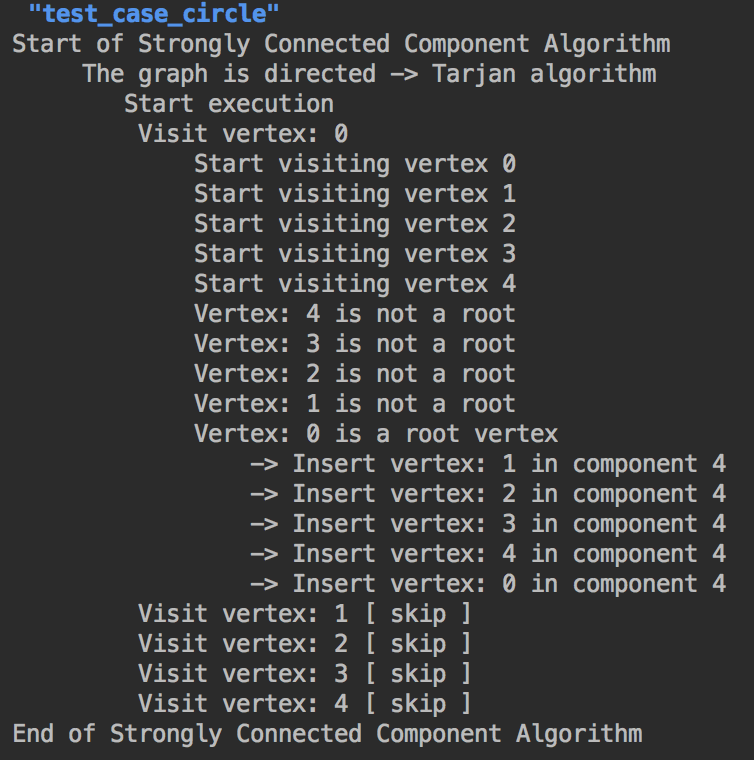 "test_case_circle"
Start of Strongly Connected Component Algorithm
The graph is directed —> Tarjan algorithm
Start execution
Visit vertex: 0
Start visiting vertex 0
Start visiting vertex 1
Start visiting vertex 2
Start visiting vertex 3
Start visiting vertex 4
Vertex: 4 is not a root
Vertex: 3 is not a root
Vertex: 2 is not a root
Vertex: 1 is not a root
Vertex: 0 is a root vertex
—> Insert vertex: 1 in component 4
—> Insert vertex: 2 in component 4
—> Insert vertex: 3 in component 4
—> Insert vertex: 4 in component 4
—> Insert vertex: 0 in component 4
Visit vertex: 1 [ skip ]
Visit vertex: 2 [ skip ]
Visit vertex: 3 [ skip ]
Visit vertex: 4 [ skip ]
End of Strongly Connected Component Algorithm